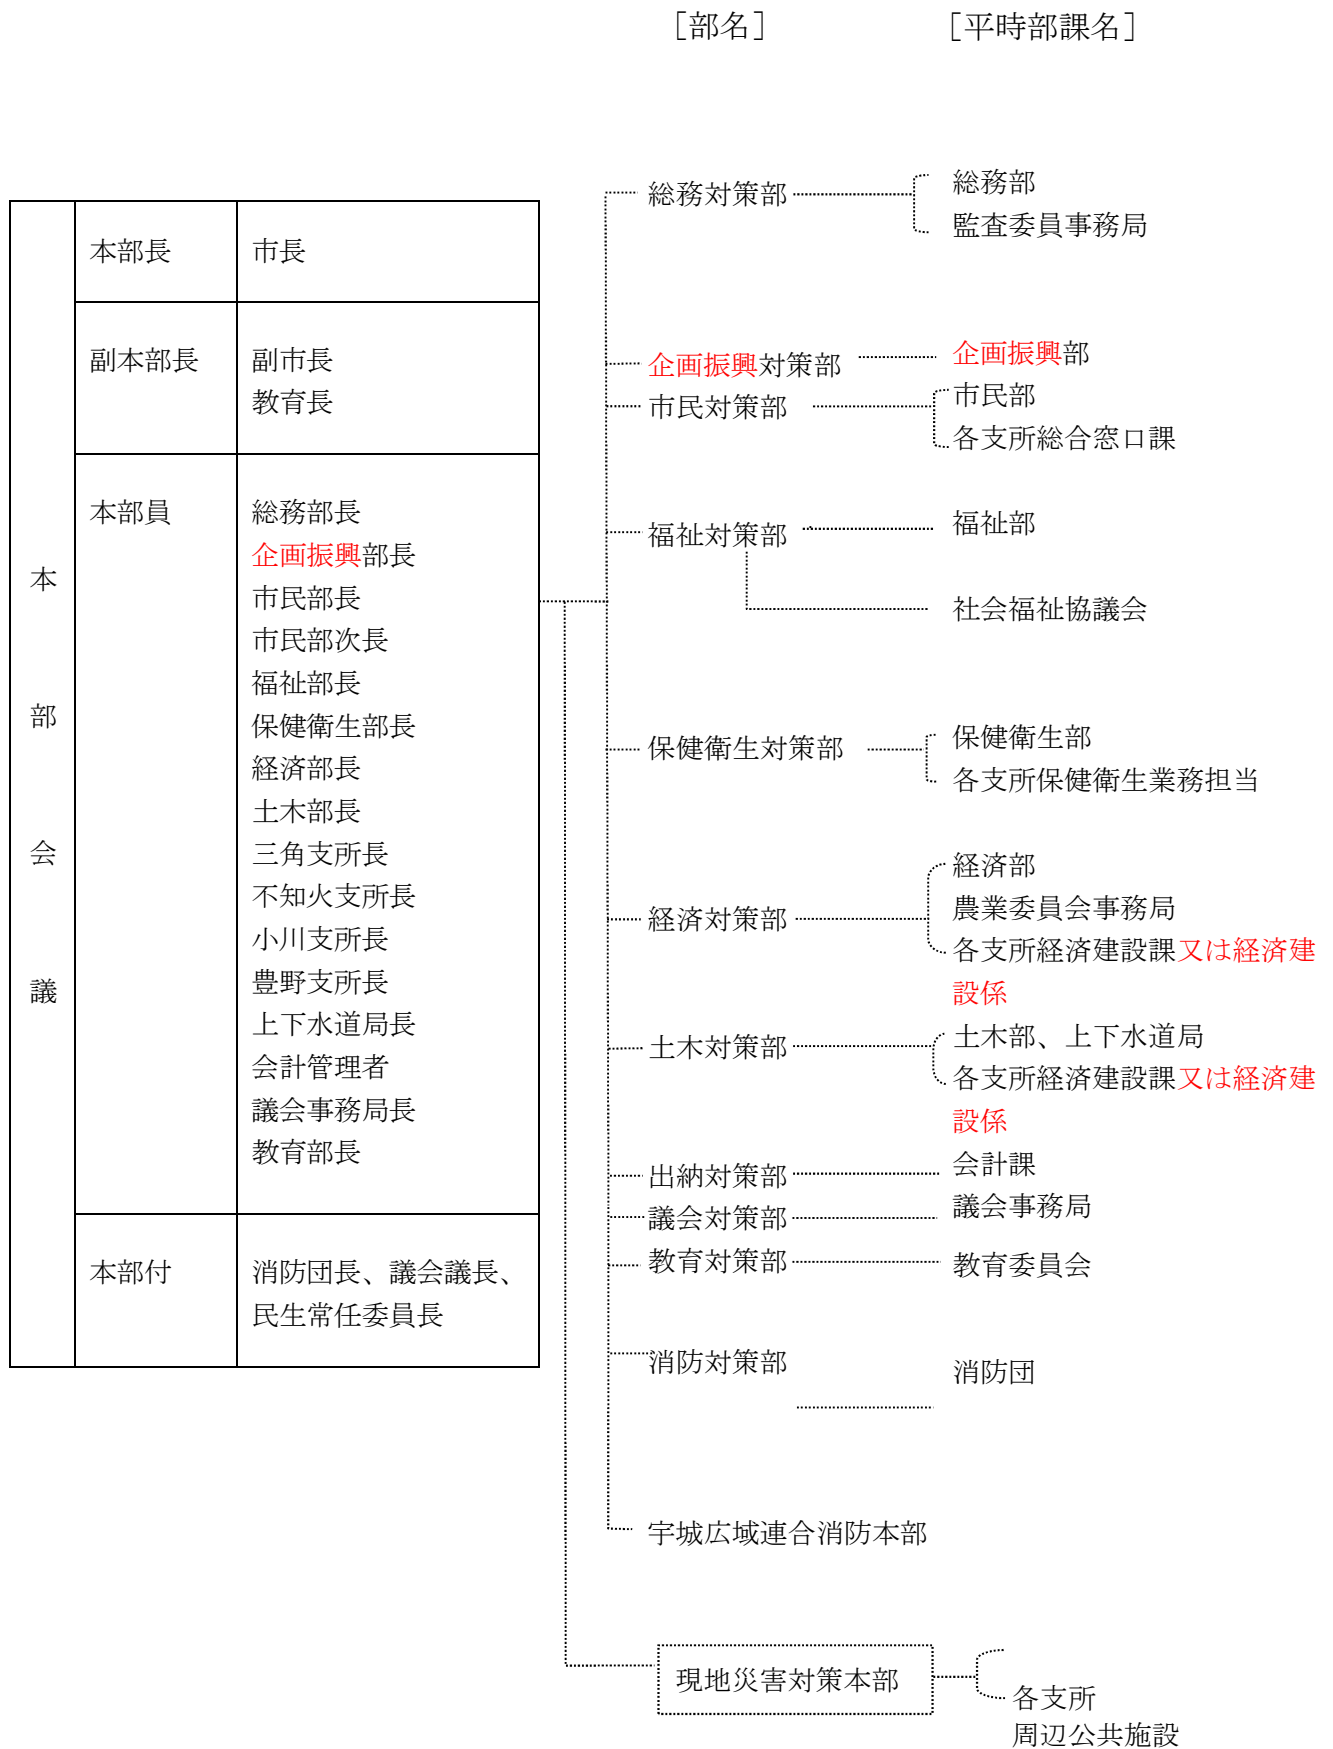 ［部名］
［平時部課名］
本部会議
本部長
市長
副本部長
副市長
教育長
本部員
総務部長
企画振興部長
市民部長
市民部次長
福祉部長
保健衛生部長
経済部長
土木部長
三角支所長
不知火支所長
小川支所長
豊野支所長
上下水道局長
会計管理者
議会事務局長
教育部長
本部付
消防団長、議会議長、
民生常任委員長
総務対策部
総務部
監査委員事務局
企画振興対策部
企画振興部
市民対策部
市民部
各支所総合窓口課
福祉対策部
福祉部
社会福祉協議会
保健衛生対策部
保健衛生部
各支所保健衛生業務担当
経済対策部
経済部
農業委員会事務局
各支所経済建設課又は経済建
設係
土木対策部
土木部、上下水道局
各支所経済建設課又は経済建
設係
出納対策部
会計課
議会対策部
議会事務局
教育対策部
教育委員会
消防対策部
消防団
宇城広域連合消防本部
現地災害対策本部
各支所
周辺公共施設